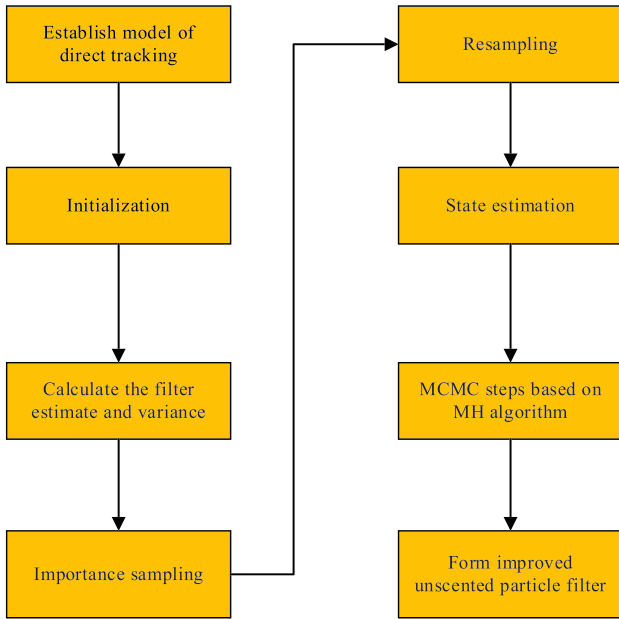 Establish model of
direct tracking
Initialization
Calculate the filter
estimate and variance
Importance sampling
Resampling
State estimation
MCMC steps based on
MH algorithm
Form improved
unscented particle filter